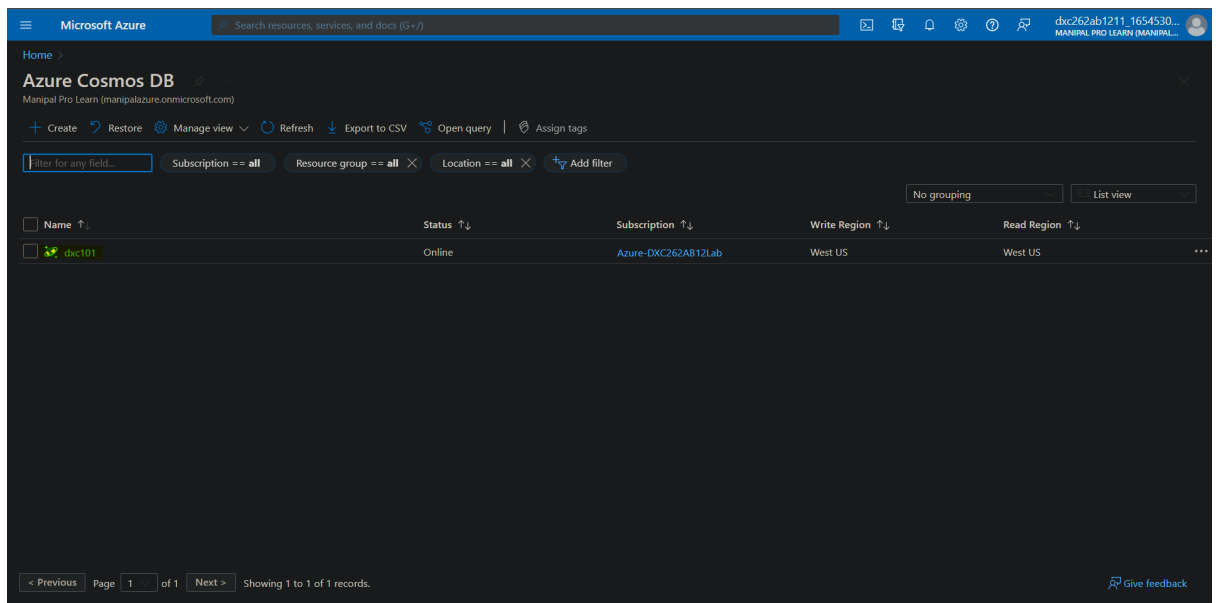 Microsoft Azure
Search resources, services, and docs (G+/)
dxc262ab1211_1654530...
MANIPAL PRO LEARN (MANIPAL...
Home >
Azure Cosmos DB
Manipal Pro Learn (manipalazure.onmicrosoft.com)
Create Restore Manage view Refresh Export to CSV Open query | Assign tags
Filter for any field... Subscription == all Resource group == all Location == all Add filter
No grouping List view
Name ↑↓ Status ↑↓ Subscription ↑↓ Write Region ↑↓ Read Region ↑↓
dxc101 Online Azure-DXC262AB12Lab West US West US
< Previous Page 1 of 1 Next > Showing 1 to 1 of 1 records. Give feedback